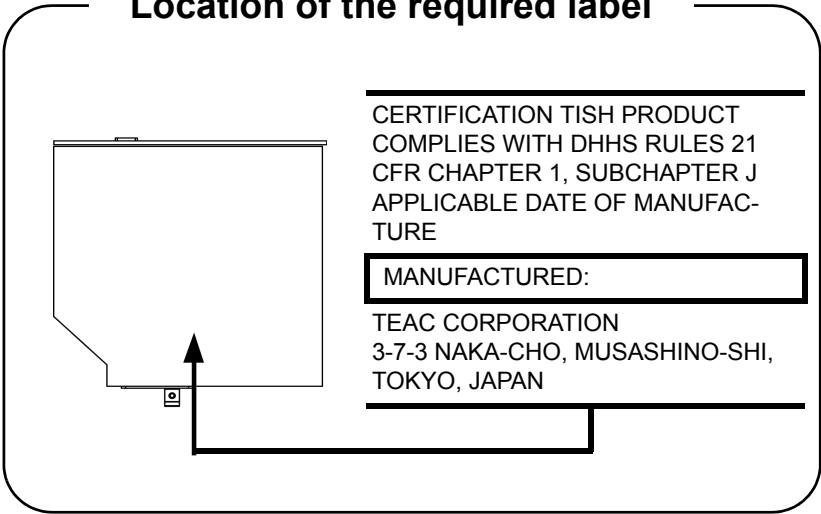 Location of the required label
CERTIFICATION TISH PRODUCT
COMPLIES WITH DHHS RULES 21
CFR CHAPTER 1, SUBCHAPTER J
APPLICABLE DATE OF MANUFAC-
TURE
MANUFACTURED:
TEAC CORPORATION
3-7-3 NAKA-CHO, MUSASHINO-SHI,
TOKYO, JAPAN